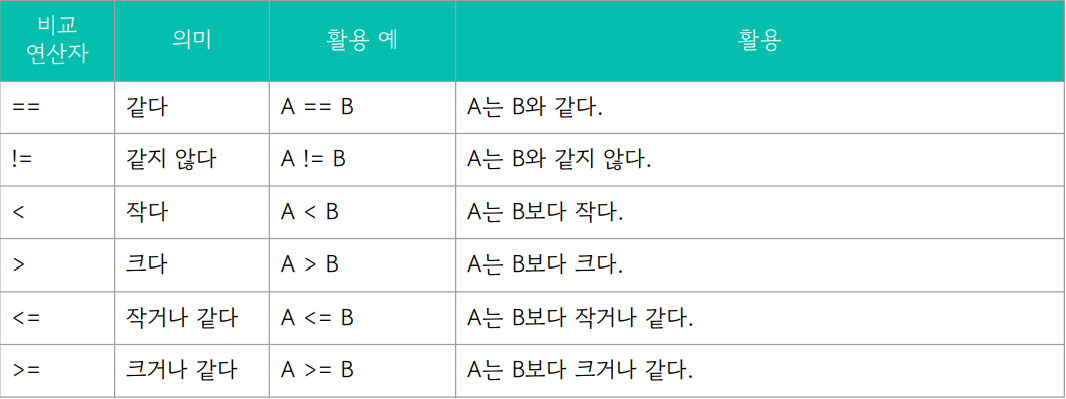 비교
연산자 의미 활용 예 활용
== 같다 A == B A는 B와 같다.
!= 같지 않다 A != B A는 B와 같지 않다.
< 작다 A < B A는 B보다 작다.
> 크다 A > B A는 B보다 크다.
<= 작거나 같다 A <= B A는 B보다 작거나 같다.
>= 크거나 같다 A >= B A는 B보다 크거나 같다.